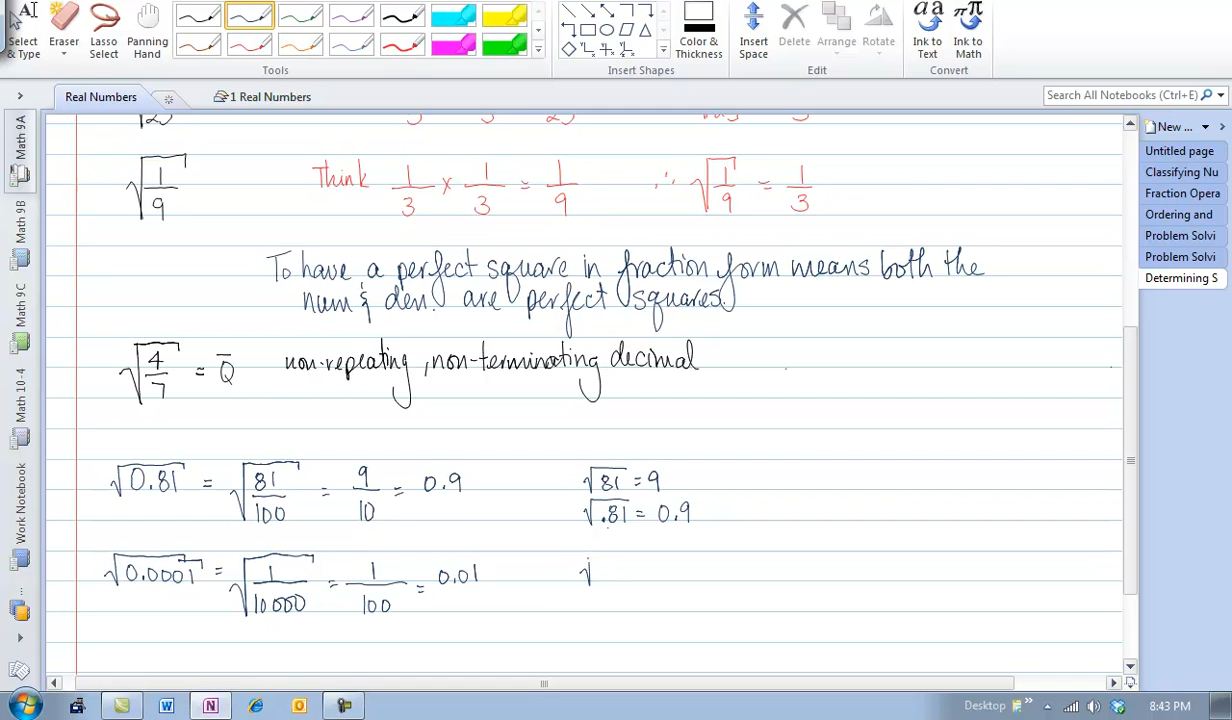 A
Select & Type
Eraser
Lasso Select
Panning Hand
Tools
Insert Shapes
Color & Thickness
Insert Space
Delete
Arrange
Rotate
Edit
Ink to Text
Ink to Math
Convert
Real Numbers
1 Real Numbers
Search All Notebooks (Ctrl+E)
Math 9A
Math 9B
Math 9C
Math 10-4
Work Notebook
New ...
Untitled page
Classifying Nu
Fraction Opera
Ordering and
Problem Solvi
Problem Solvi
Determining S
√(1/9) Think 1/3 × 1/3 = 1/9 ∴ √(1/9) = 1/3
To have a perfect square in fraction form means both the
num & den. are perfect squares.
√(4/7) = Q̅ non-repeating, non-terminating decimal
√0.81 = √(81/100) = 9/10 = 0.9 √81 = 9
√.81 = 0.9
√0.0001 = √(1/10000) = 1/100 = 0.01 √
Desktop
8:43 PM